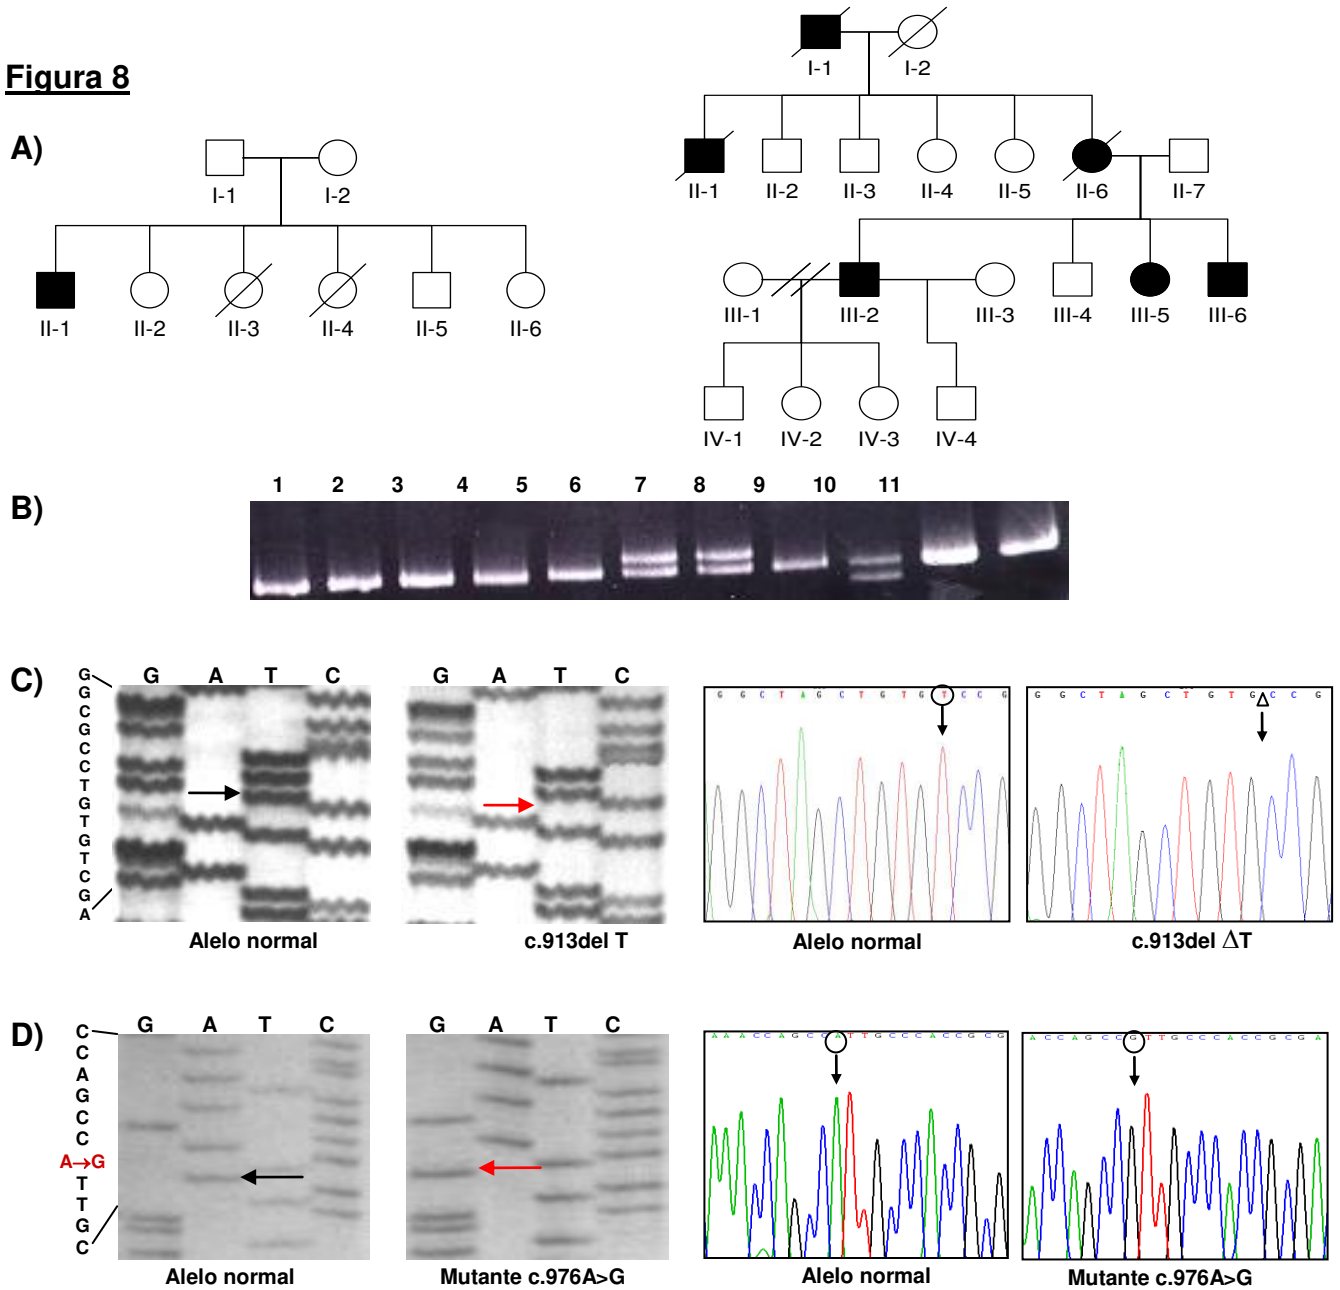 Figura 8
A)
I-1
I-2
II-1
II-2
II-3
II-4
II-5
II-6
I-1
I-2
II-1
II-2
II-3
II-4
II-5
II-6
II-7
III-1
III-2
III-3
III-4
III-5
III-6
IV-1
IV-2
IV-3
IV-4
B)
1 2 3 4 5 6 7 8 9 10 11
C)
G
G
C
G
C
C
T
G
T
G
T
C
G
A
G A T C
Alelo normal
G A T C
c.913del T
G G C T A G C T G T G T C C G
Alelo normal
G G C T A G C T G T G Δ C C G
c.913del ΔT
D)
C
C
A
G
C
C
A→G
T
T
G
C
G A T C
Alelo normal
G A T C
Mutante c.976A>G
A A A C C A G C C A T T G C C C A C C G C G
Alelo normal
A C C A G C C G T T G C C C A C C G C G A
Mutante c.976A>G